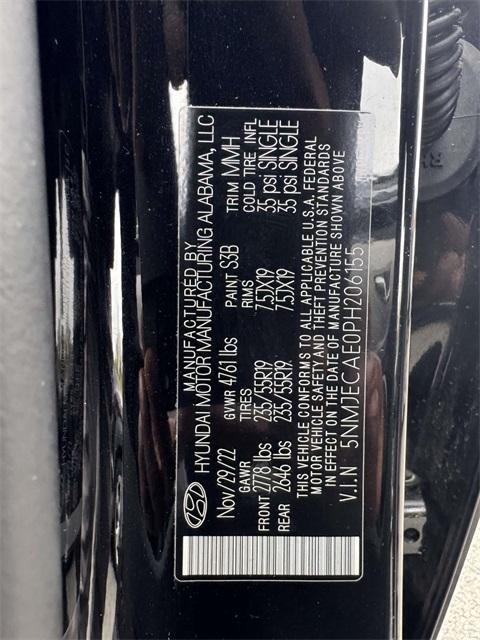 MANUFACTURED BY
HYUNDAI MOTOR MANUFACTURING ALABAMA, LLC
Nov/29/22 GVWR 4761 lbs PAINT S3B TRIM MMH
GAWR TIRES RIMS COLD TIRE INFL
FRONT 2778 lbs 235/55R19 7.5JX19 35 psi SINGLE
REAR 2646 lbs 235/55R19 7.5JX19 35 psi SINGLE
THIS VEHICLE CONFORMS TO ALL APPLICABLE U.S.A. FEDERAL
MOTOR VEHICLE SAFETY AND THEFT PREVENTION STANDARDS
IN EFFECT ON THE DATE OF MANUFACTURE SHOWN ABOVE
V.I.N 5NMJECAE0PH206155